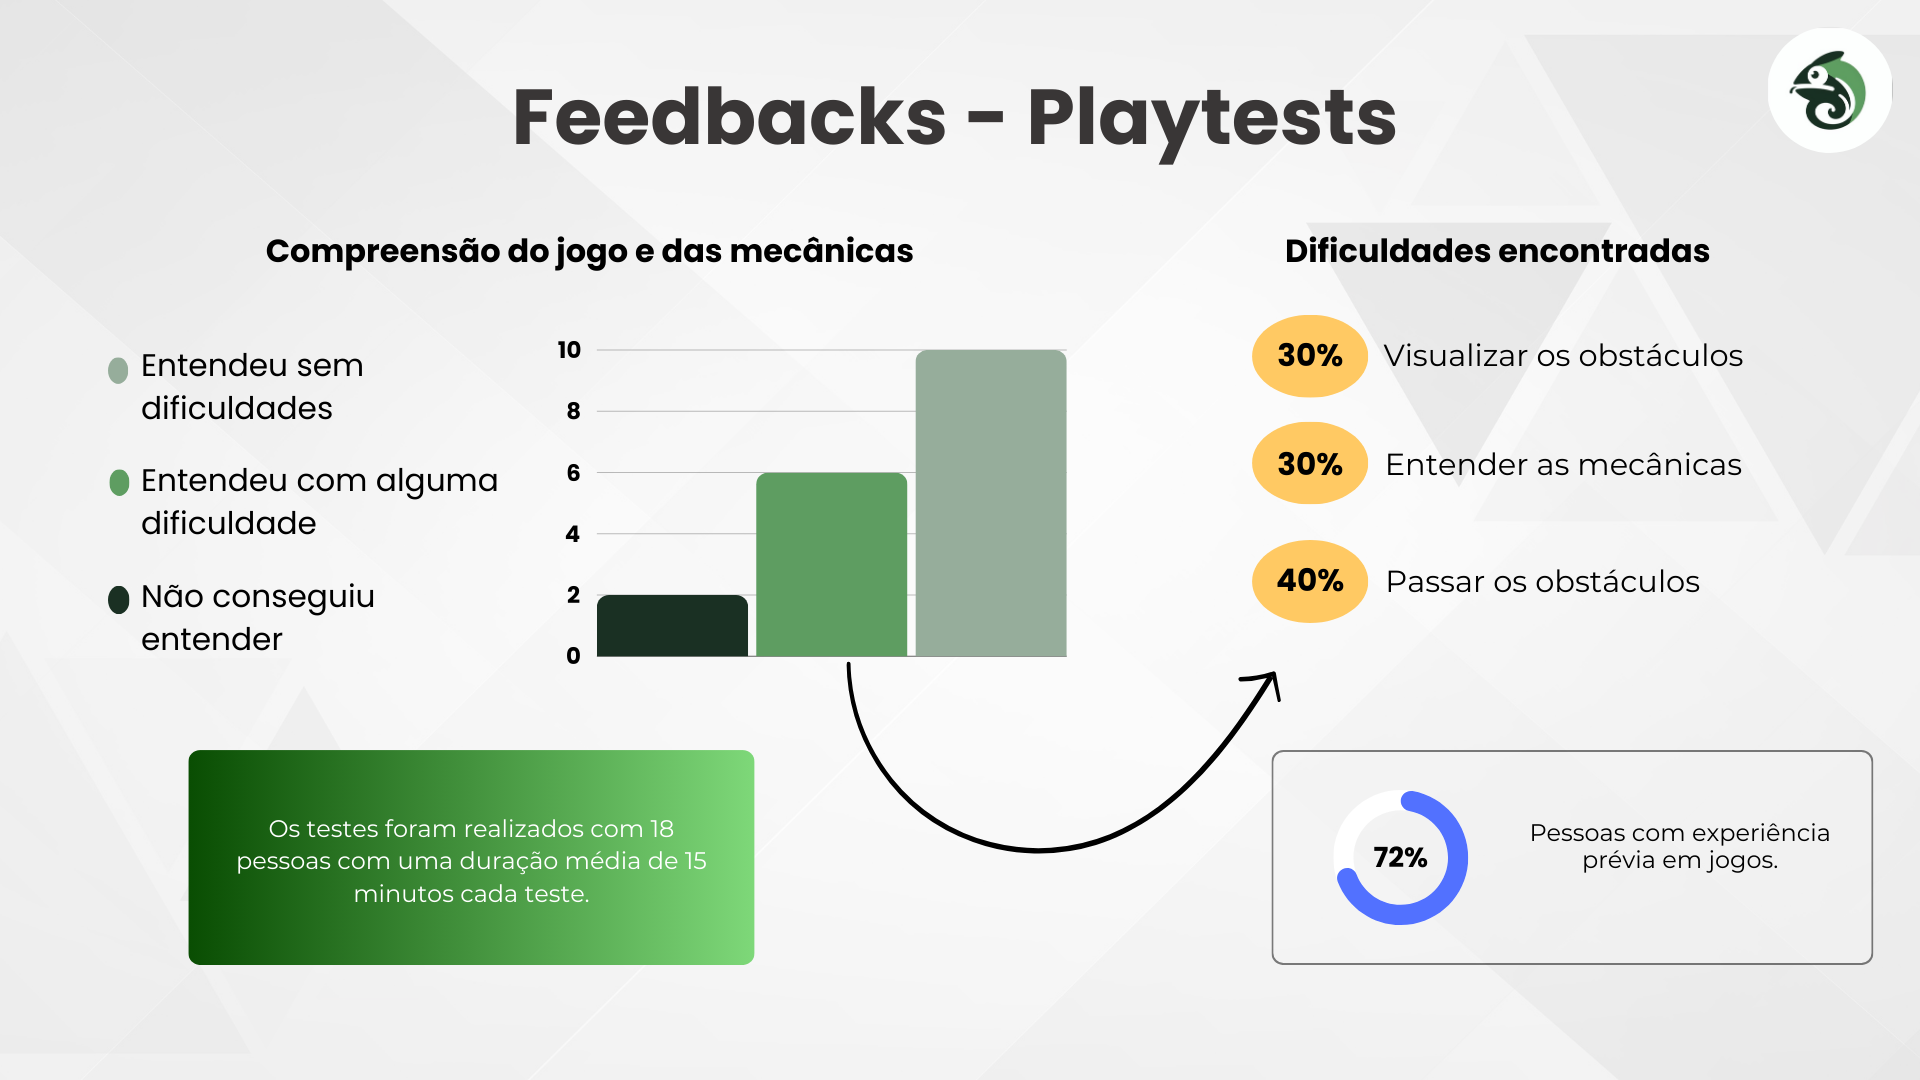 Feedbacks - Playtests
Compreensão do jogo e das mecânicas
Entendeu sem
dificuldades
Entendeu com alguma
dificuldade
Não conseguiu
entender
10
8
6
4
2
0
Dificuldades encontradas
30% Visualizar os obstáculos
30% Entender as mecânicas
40% Passar os obstáculos
Os testes foram realizados com 18
pessoas com uma duração média de 15
minutos cada teste.
72%
Pessoas com experiência
prévia em jogos.